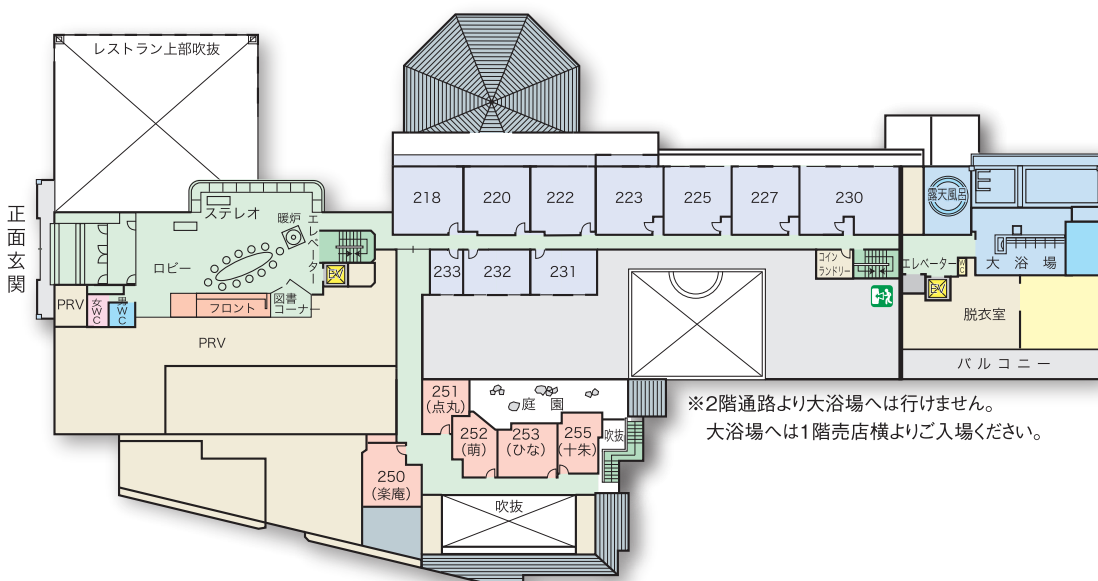 レストラン上部吹抜
正面玄関
ステレオ
暖炉
エレベーター
EV
ロビー
図書
コーナー
フロント
PRV
女WC
男WC
PRV
218
220
222
223
225
227
230
233
232
231
コイン
ランドリー
露天風呂
エレベーター
WC
大浴場
EV
脱衣室
バルコニー
※2階通路より大浴場へは行けません。
大浴場へは1階売店横よりご入場ください。
251
(点丸)
庭園
252
(萌)
253
(ひな)
255
(十朱)
吹抜
250
(楽庵)
吹抜